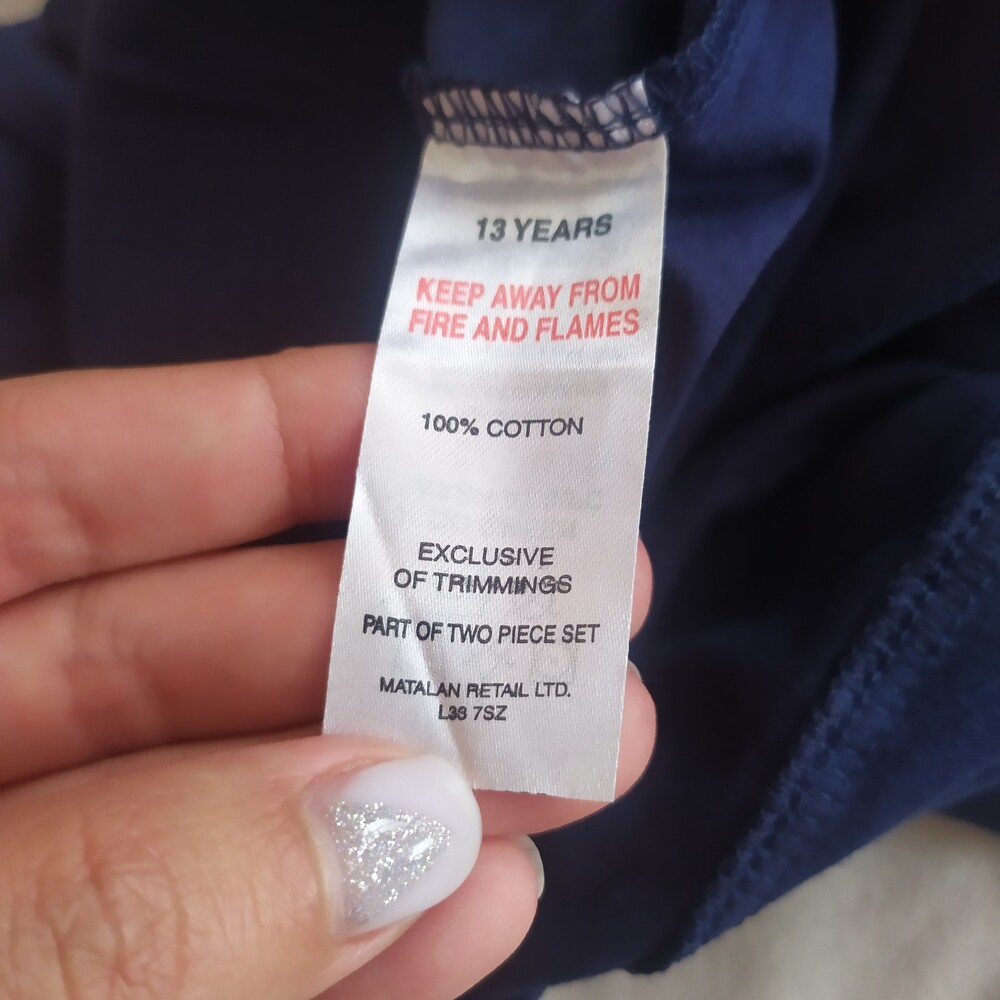 13 YEARS
KEEP AWAY FROM
FIRE AND FLAMES
100% COTTON
EXCLUSIVE
OF TRIMMINGS
PART OF TWO PIECE SET
MATALAN RETAIL LTD.
L33 7SZ